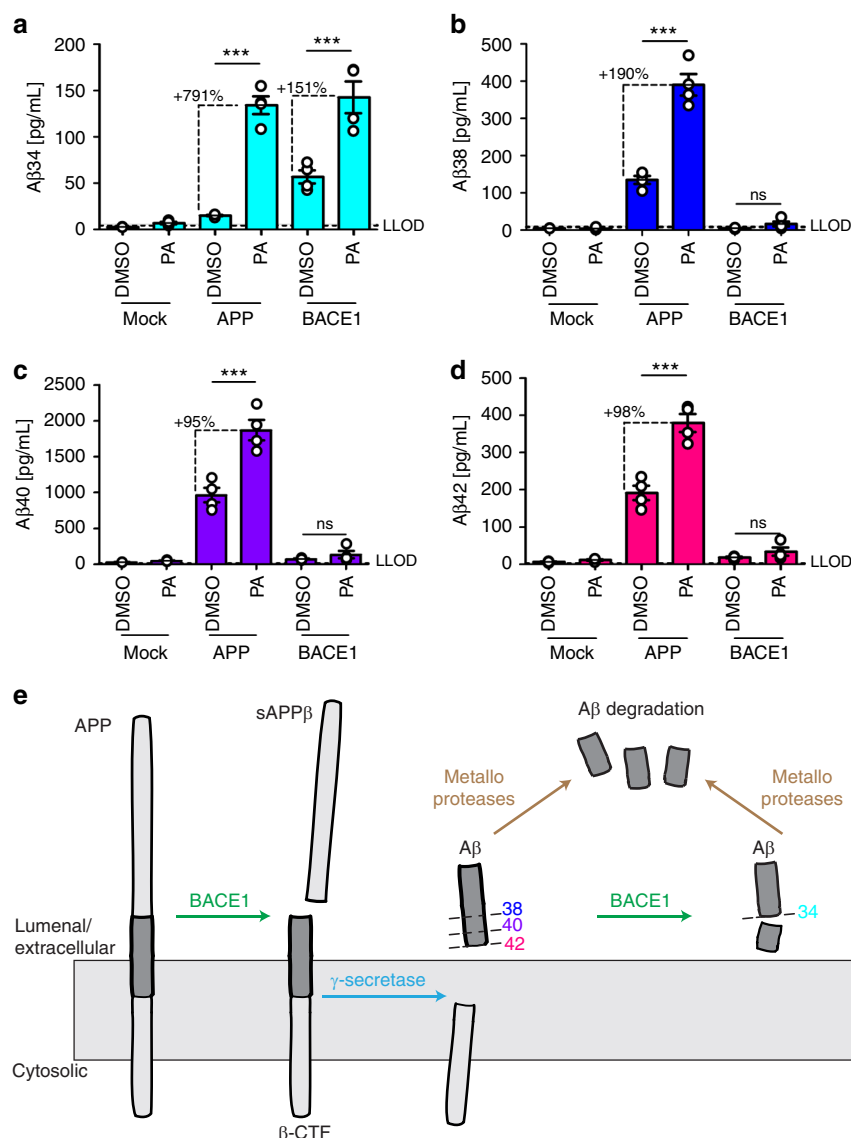 a
Aβ34 [pg/mL]
200
150
100
50
0
+791%
***
+151%
***
LLOD
DMSO
PA
DMSO
PA
DMSO
PA
Mock
APP
BACE1
b
Aβ38 [pg/mL]
500
400
300
200
100
0
+190%
***
ns
LLOD
DMSO
PA
DMSO
PA
DMSO
PA
Mock
APP
BACE1
c
Aβ40 [pg/mL]
2500
2000
1500
1000
500
0
+95%
***
ns
LLOD
DMSO
PA
DMSO
PA
DMSO
PA
Mock
APP
BACE1
d
Aβ42 [pg/mL]
500
400
300
200
100
0
+98%
***
ns
LLOD
DMSO
PA
DMSO
PA
DMSO
PA
Mock
APP
BACE1
e
APP
sAPPβ
Aβ degradation
Metallo
proteases
Metallo
proteases
Aβ
Aβ
BACE1
38
40
42
BACE1
34
Lumenal/
extracellular
γ-secretase
Cytosolic
β-CTF